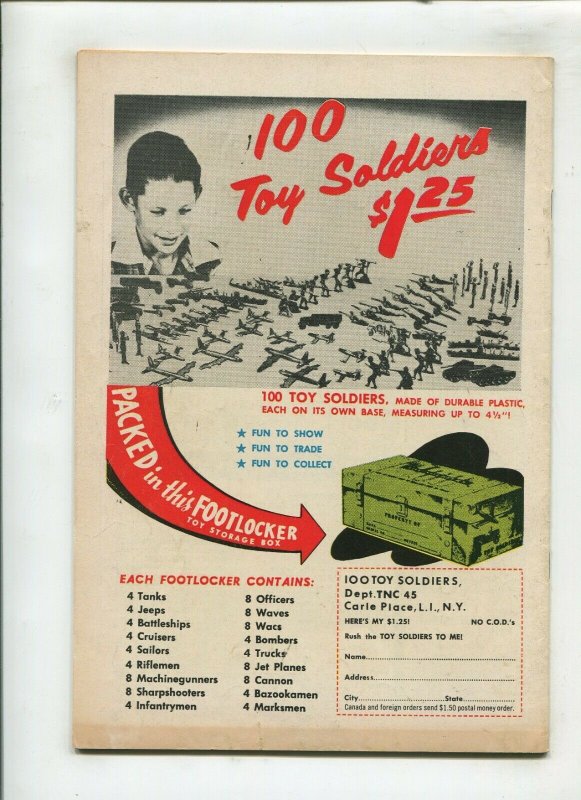 100
Toy Soldiers
$1.25
100 TOY SOLDIERS, MADE OF DURABLE PLASTIC,
EACH ON ITS OWN BASE, MEASURING UP TO 4½"!
★ FUN TO SHOW
★ FUN TO TRADE
★ FUN TO COLLECT
PACKED in this FOOTLOCKER
TOY STORAGE BOX
PROPERTY OF
EACH FOOTLOCKER CONTAINS:
4 Tanks
4 Jeeps
4 Battleships
4 Cruisers
4 Sailors
4 Riflemen
8 Machinegunners
8 Sharpshooters
4 Infantrymen
8 Officers
8 Waves
8 Wacs
4 Bombers
4 Trucks
8 Jet Planes
8 Cannon
4 Bazookamen
4 Marksmen
100 TOY SOLDIERS,
Dept. TNC 45
Carle Place, L.I., N.Y.
HERE'S MY $1.25! NO C.O.D.'s
Rush the TOY SOLDIERS TO ME!
Name
Address
City State
Canada and foreign orders send $1.50 postal money order.